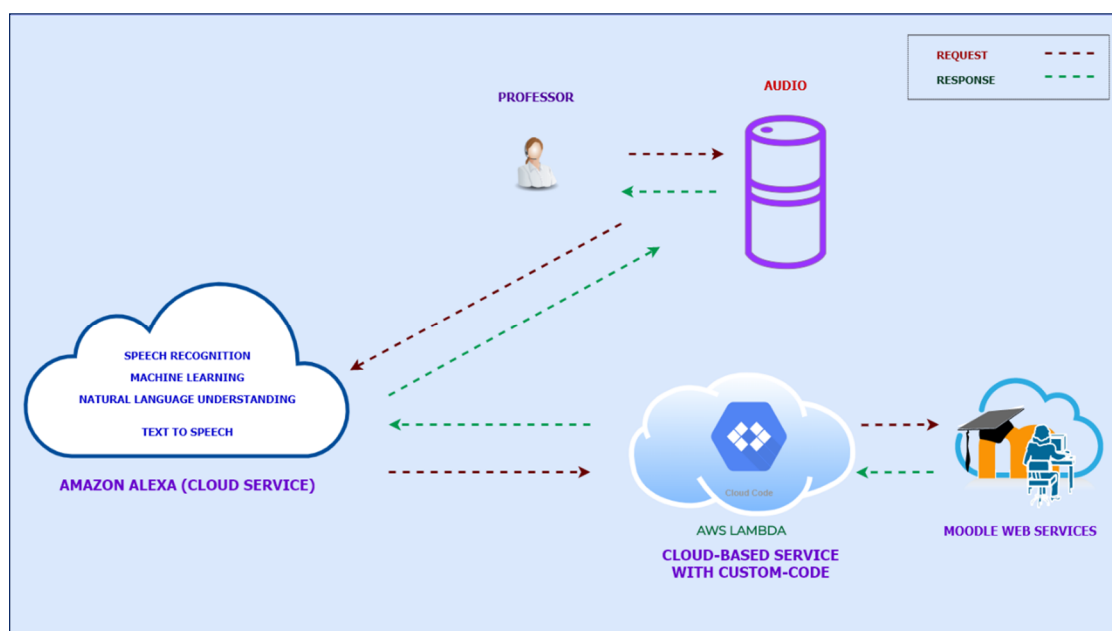 REQUEST
RESPONSE
AUDIO
PROFESSOR
SPEECH RECOGNITION
MACHINE LEARNING
NATURAL LANGUAGE UNDERSTANDING
TEXT TO SPEECH
AMAZON ALEXA (CLOUD SERVICE)
Cloud Code
AWS LAMBDA
CLOUD-BASED SERVICE
WITH CUSTOM-CODE
MOODLE WEB SERVICES